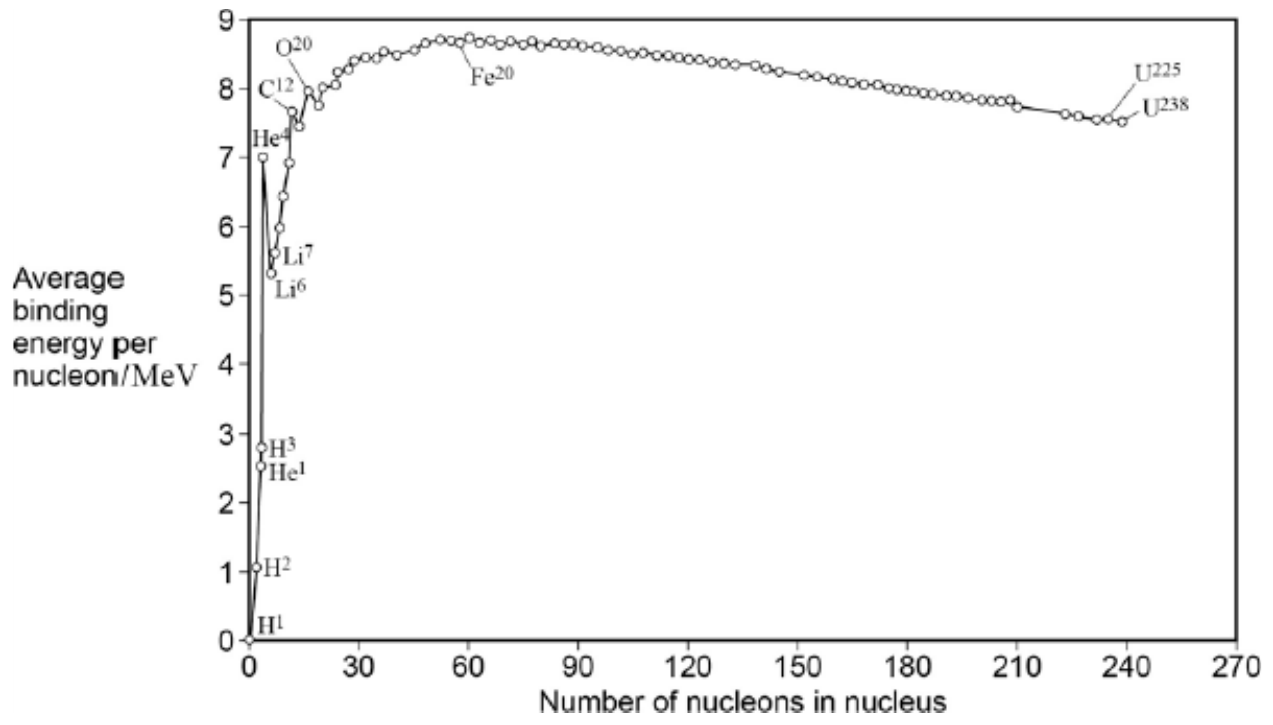 9
8
7
6
5
4
3
2
1
0
O²⁰
C¹²
He⁴
Fe²⁰
U²²⁵
U²³⁸
Li⁷
Li⁶
H³
He¹
H²
H¹
Average
binding
energy per
nucleon/MeV
0 30 60 90 120 150 180 210 240 270
Number of nucleons in nucleus